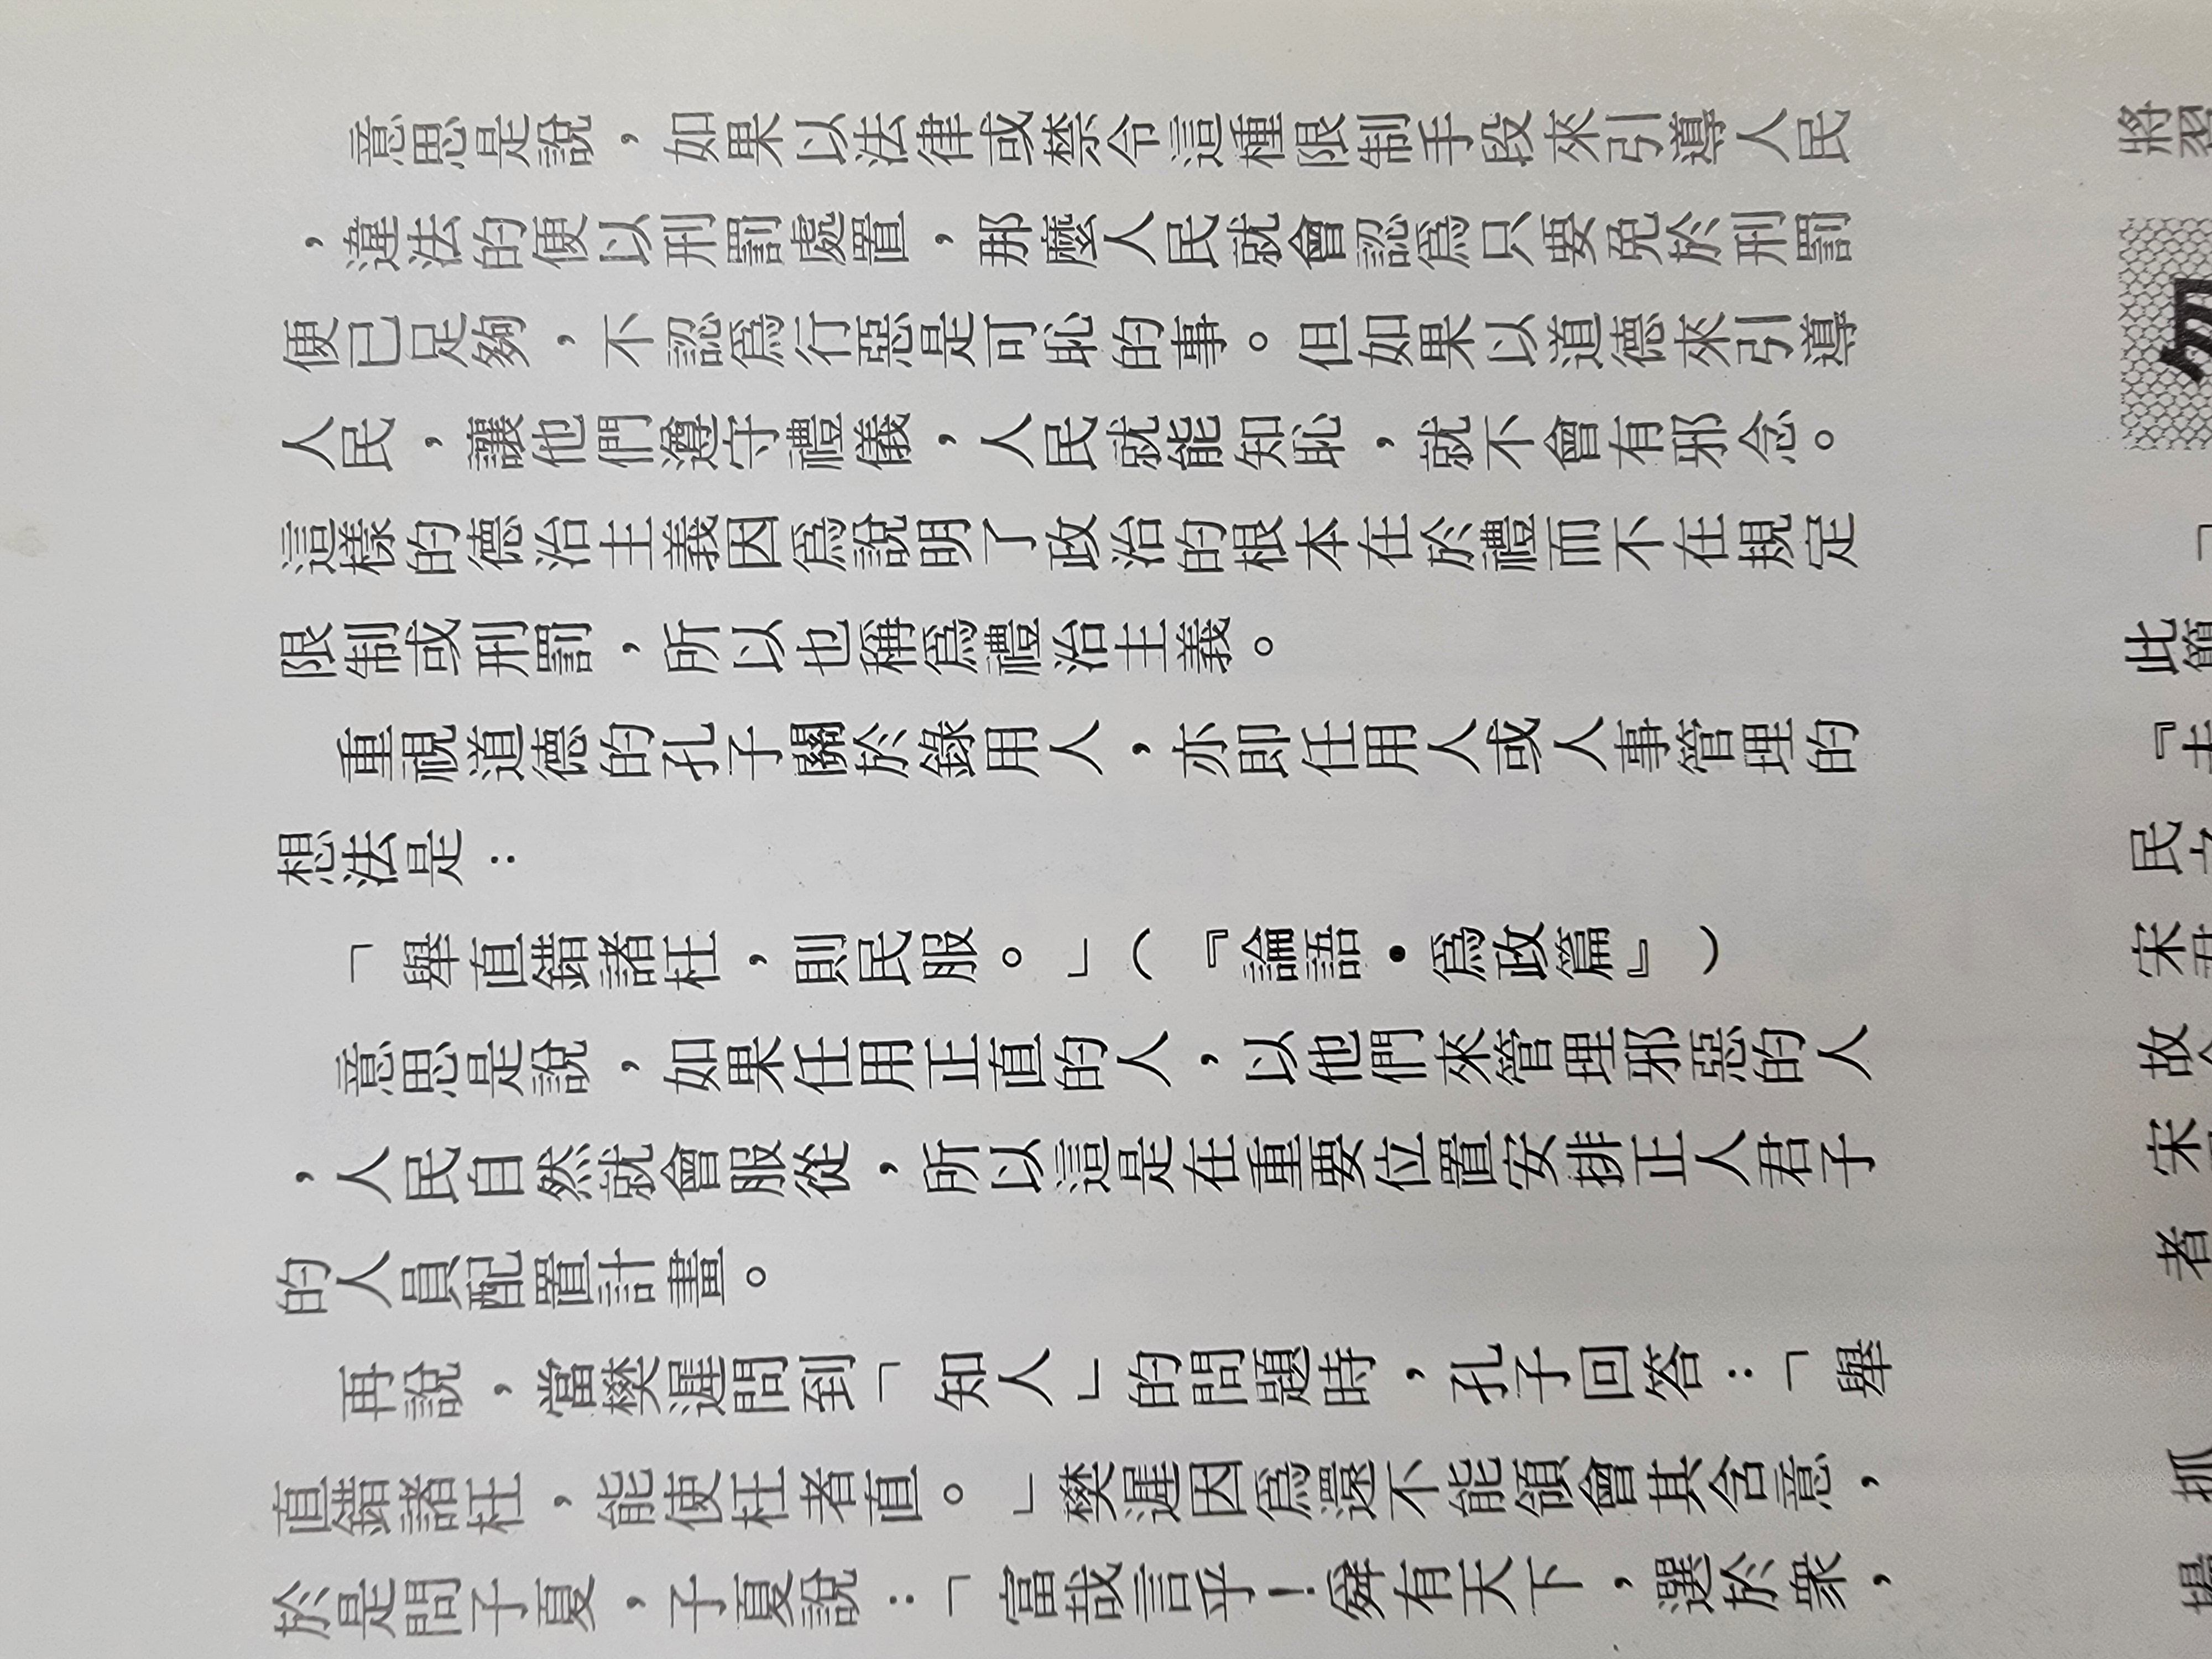 意思是說，如果以法律或禁令這種限制手段來引導人民
，違法的便以刑罰處置，那麼人民就會認為只要免於刑罰
便已足夠，不認為行惡是可恥的事。但如果以道德來引導
人民，讓他們遵守禮儀，人民就能知恥，就不會有邪念。
這樣的德治主義因為說明了政治的根本在於禮而不在規定
限制或刑罰，所以也稱為禮治主義。
重視道德的孔子關於錄用人，亦即任用人或人事管理的
想法是：
「舉直錯諸枉，則民服。」（『論語・為政篇』）
意思是說，如果任用正直的人，以他們來管理邪惡的人
，人民自然就會服從，所以這是在重要位置安排正人君子
的人員配置計畫。
再說，當樊遲問到「知人」的問題時，孔子回答：「舉
直錯諸枉，能使枉者直。」樊遲因為還不能領會其含意，
於是問子夏，子夏說：「富哉言乎！舜有天下，選於眾，
將
此
民
宋
故
宋
者